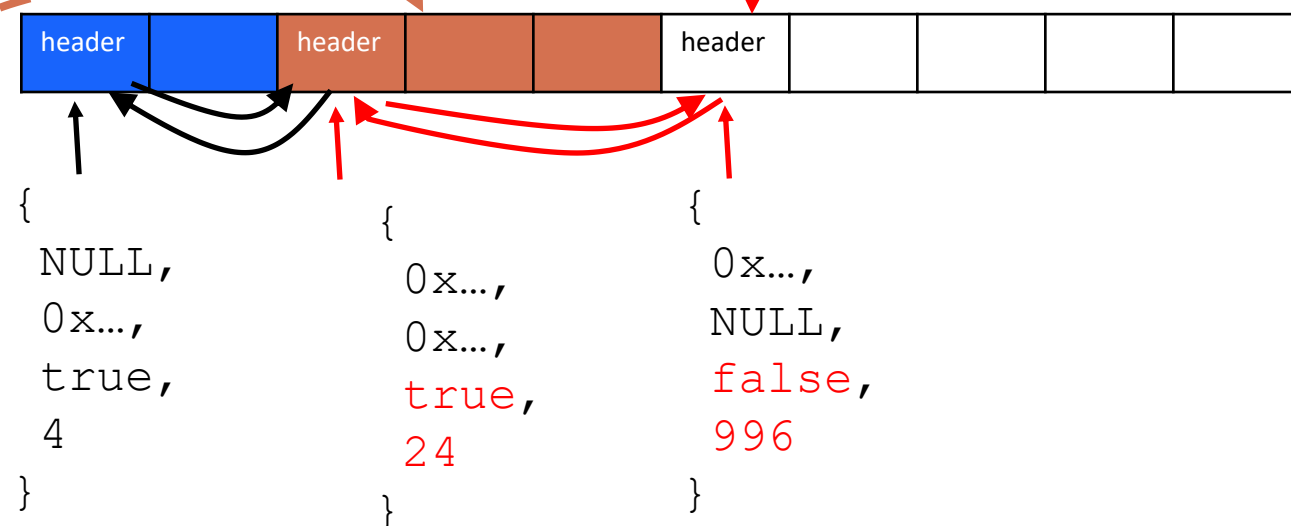 header
header
header
{
NULL,
0x…,
true,
4
}
{
0x…,
0x…,
true,
24
}
{
0x…,
NULL,
false,
996
}